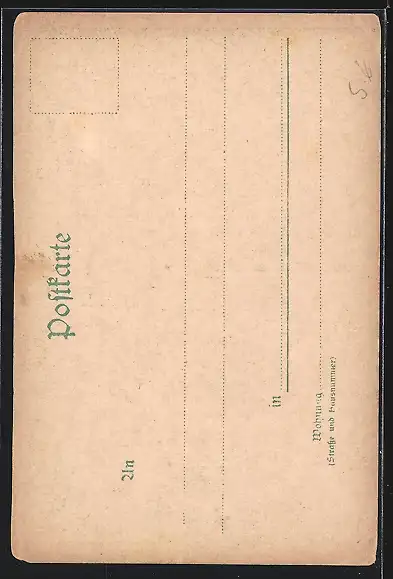 Postkarte
An
in
Wohnung
(Straße und Hausnummer)